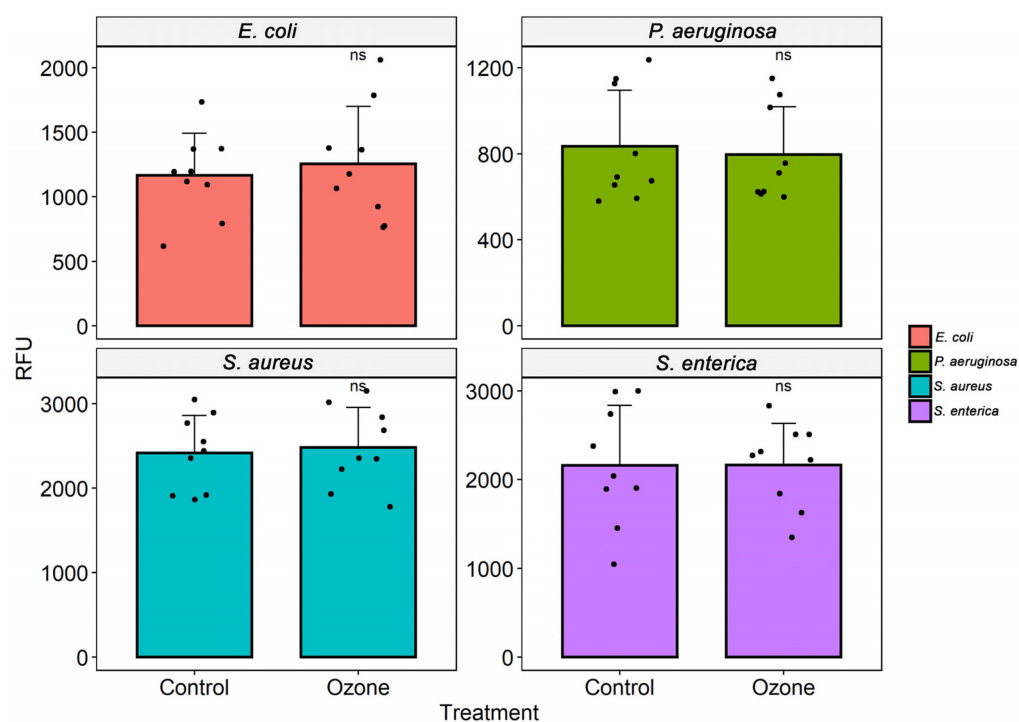 E. coli
P. aeruginosa
ns
ns
2000
1500
1000
500
0
1200
800
400
0
S. aureus
S. enterica
ns
ns
3000
2000
1000
0
3000
2000
1000
0
RFU
Control
Ozone
Control
Ozone
Treatment
E. coli
P. aeruginosa
S. aureus
S. enterica